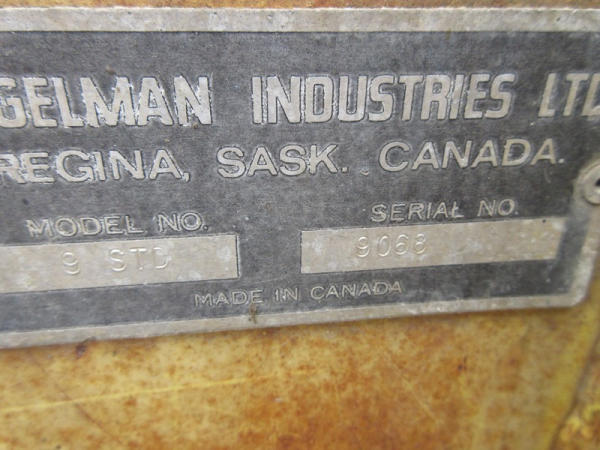 GELMAN INDUSTRIES LTD
REGINA, SASK. CANADA.
MODEL NO. SERIAL NO.
9 STD 9068
MADE IN CANADA